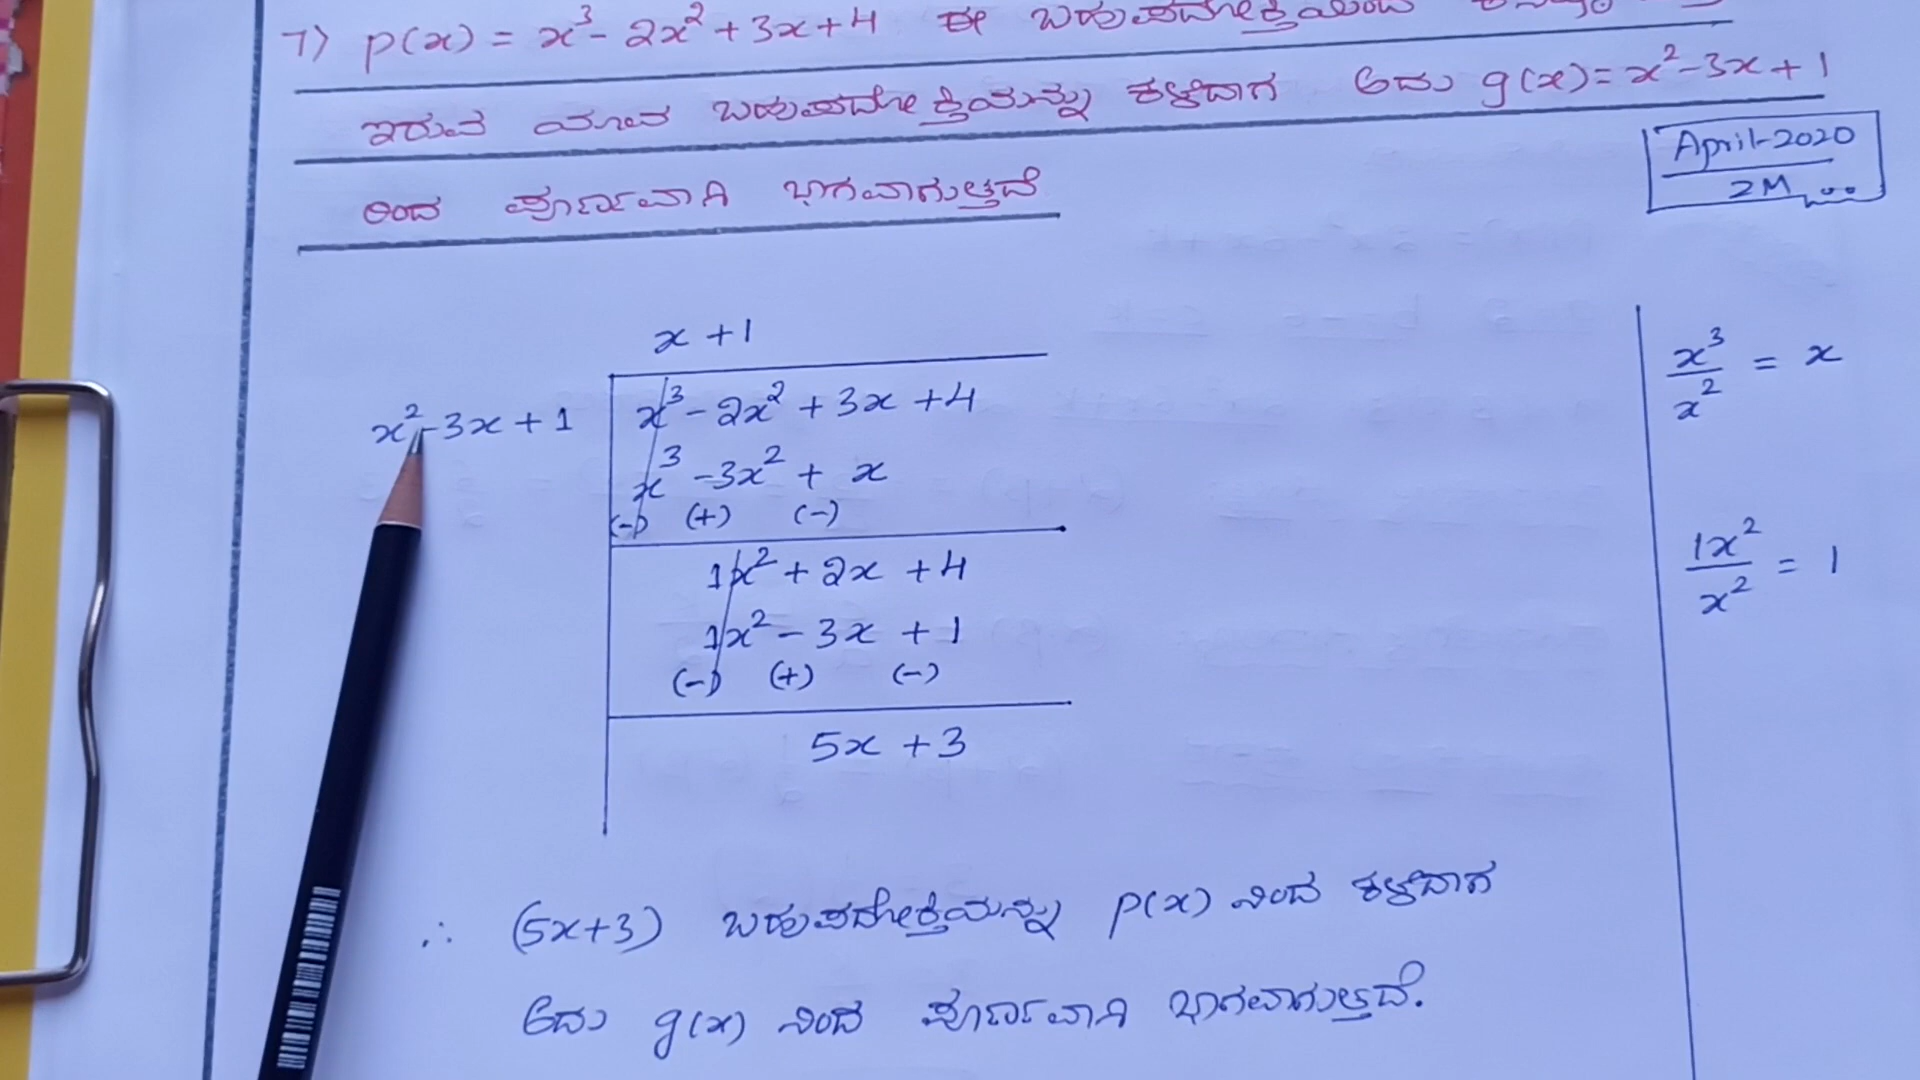 7) p(x) = x³ - 2x² + 3x + 4 ಈ ಬಹುಪದೋಕ್ತಿಯಿಂದ
ಇರುವ ಯಾವ ಬಹುಪದೋಕ್ತಿಯನ್ನು ಕಳೆದಾಗ ಅದು g(x) = x² - 3x + 1
ರಿಂದ ಪೂರ್ಣವಾಗಿ ಭಾಗವಾಗುತ್ತದೆ
April-2020
2M
x + 1
x² - 3x + 1
x³ - 2x² + 3x + 4
x³ - 3x² + x
(-) (+) (-)
1x² + 2x + 4
1x² - 3x + 1
(-) (+) (-)
5x + 3
x³/x² = x
1x²/x² = 1
∴ (5x+3) ಬಹುಪದೋಕ್ತಿಯನ್ನು p(x) ನಿಂದ ಕಳೆದಾಗ
ಅದು g(x) ನಿಂದ ಪೂರ್ಣವಾಗಿ ಭಾಗವಾಗುತ್ತದೆ.